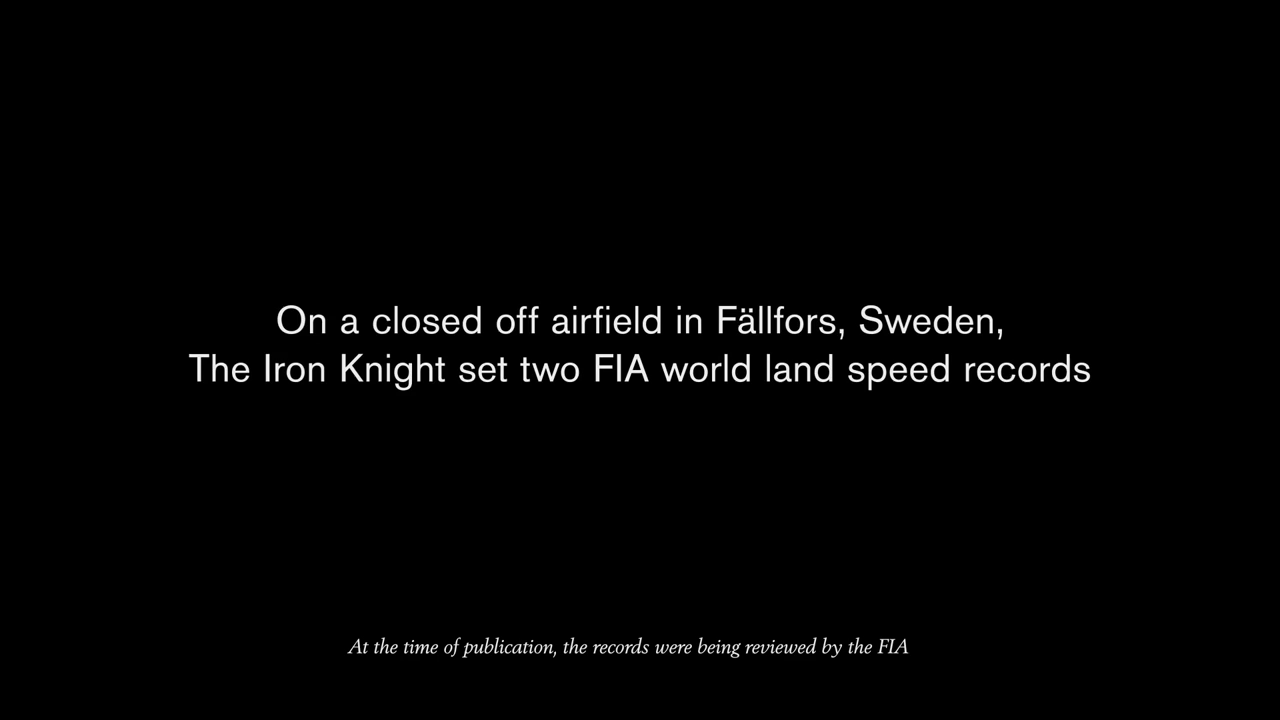 On a closed off airfield in Fällfors, Sweden,
The Iron Knight set two FIA world land speed records
At the time of publication, the records were being reviewed by the FIA